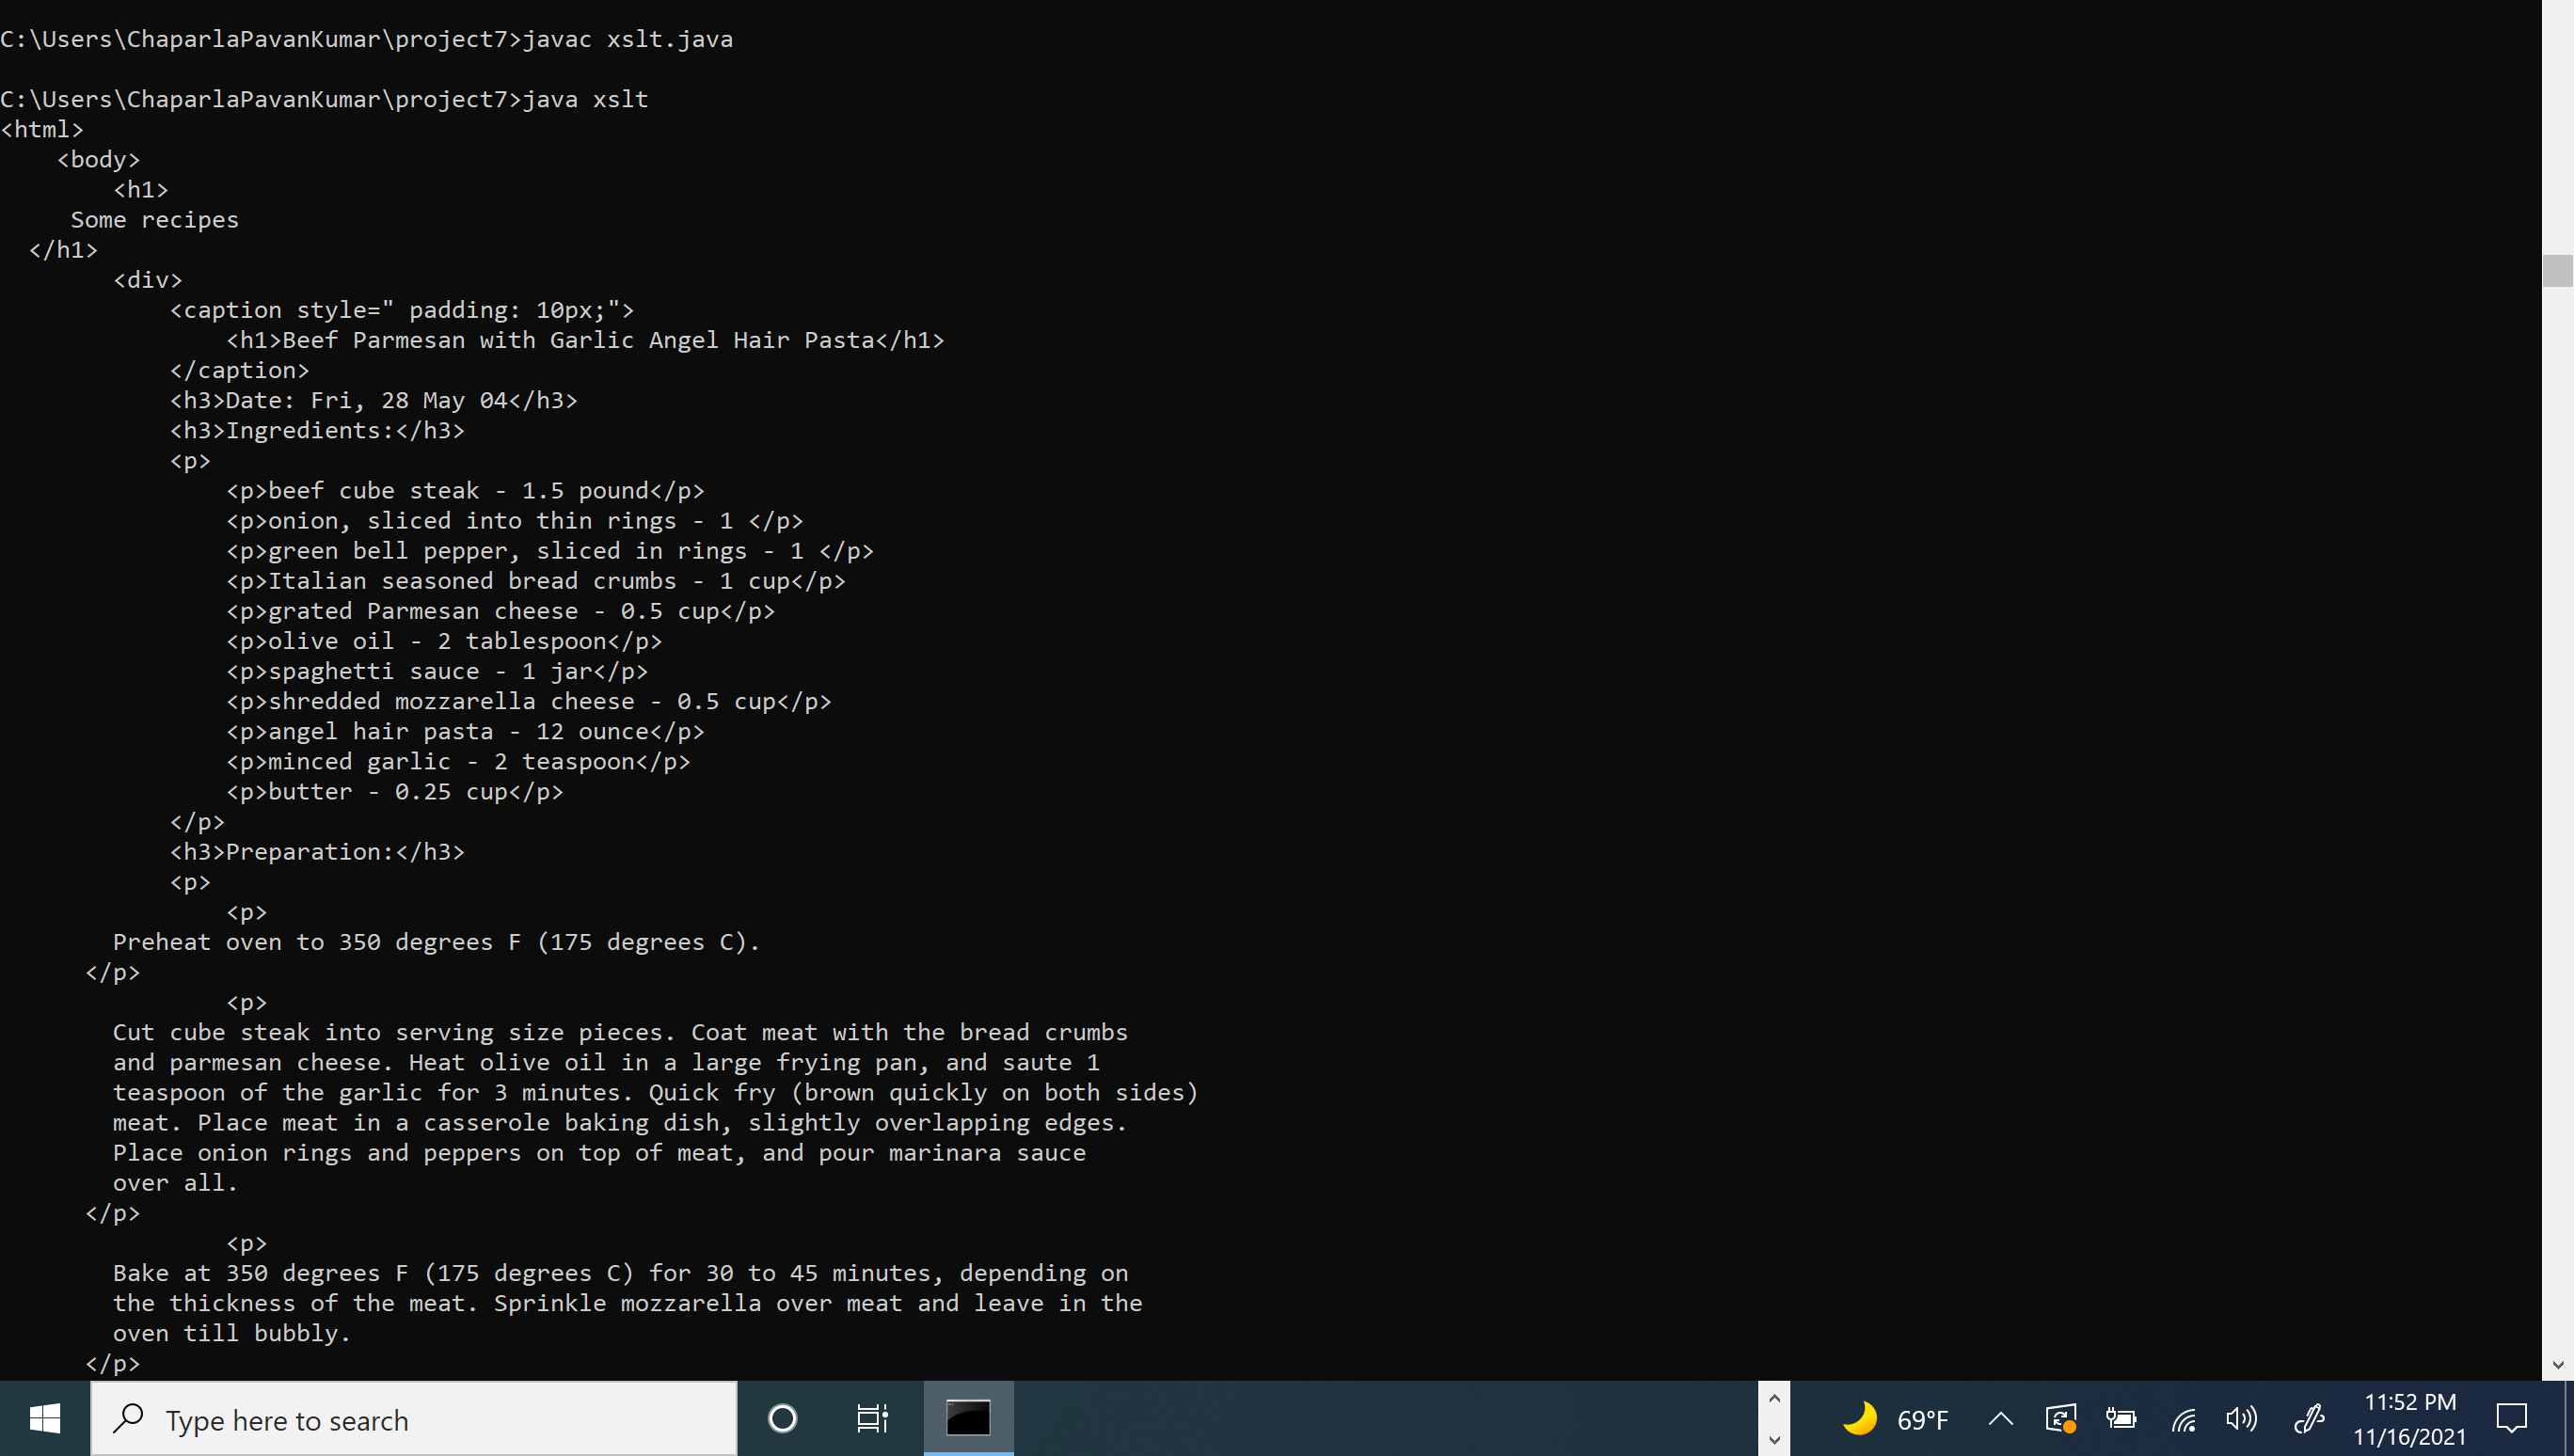 C:\Users\ChaparlaPavanKumar\project7>javac xslt.java
C:\Users\ChaparlaPavanKumar\project7>java xslt
<html>
    <body>
        <h1>
     Some recipes
  </h1>
        <div>
            <caption style=" padding: 10px;">
                <h1>Beef Parmesan with Garlic Angel Hair Pasta</h1>
            </caption>
            <h3>Date: Fri, 28 May 04</h3>
            <h3>Ingredients:</h3>
            <p>
                <p>beef cube steak - 1.5 pound</p>
                <p>onion, sliced into thin rings - 1 </p>
                <p>green bell pepper, sliced in rings - 1 </p>
                <p>Italian seasoned bread crumbs - 1 cup</p>
                <p>grated Parmesan cheese - 0.5 cup</p>
                <p>olive oil - 2 tablespoon</p>
                <p>spaghetti sauce - 1 jar</p>
                <p>shredded mozzarella cheese - 0.5 cup</p>
                <p>angel hair pasta - 12 ounce</p>
                <p>minced garlic - 2 teaspoon</p>
                <p>butter - 0.25 cup</p>
            </p>
            <h3>Preparation:</h3>
            <p>
                <p>
        Preheat oven to 350 degrees F (175 degrees C).
      </p>
                <p>
        Cut cube steak into serving size pieces. Coat meat with the bread crumbs
        and parmesan cheese. Heat olive oil in a large frying pan, and saute 1
        teaspoon of the garlic for 3 minutes. Quick fry (brown quickly on both sides)
        meat. Place meat in a casserole baking dish, slightly overlapping edges.
        Place onion rings and peppers on top of meat, and pour marinara sauce
        over all.
      </p>
                <p>
        Bake at 350 degrees F (175 degrees C) for 30 to 45 minutes, depending on
        the thickness of the meat. Sprinkle mozzarella over meat and leave in the
        oven till bubbly.
      </p>
Type here to search
69°F
11:52 PM
11/16/2021